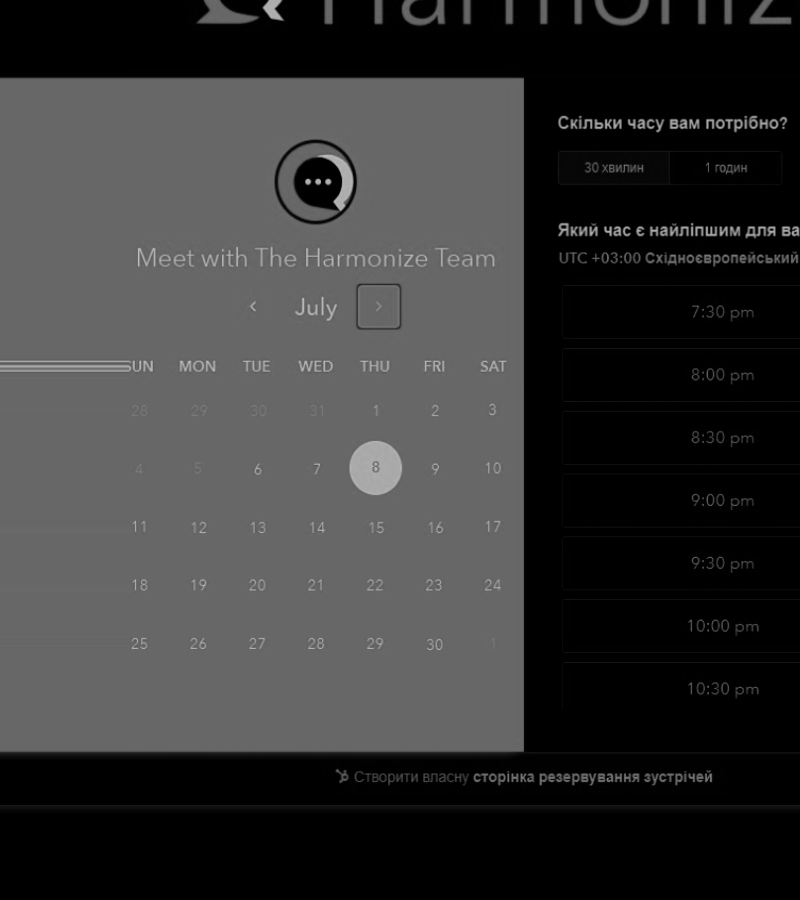 Harmoniz
Meet with The Harmonize Team
July
SUN MON TUE WED THU FRI SAT
28 29 30 31 1 2 3
4 5 6 7 8 9 10
11 12 13 14 15 16 17
18 19 20 21 22 23 24
25 26 27 28 29 30 1
Скільки часу вам потрібно?
30 хвилин 1 годин
Який час є найліпшим для ва
UTC +03:00 Східноєвропейський
7:30 pm
8:00 pm
8:30 pm
9:00 pm
9:30 pm
10:00 pm
10:30 pm
Створити власну сторінка резервування зустрічей